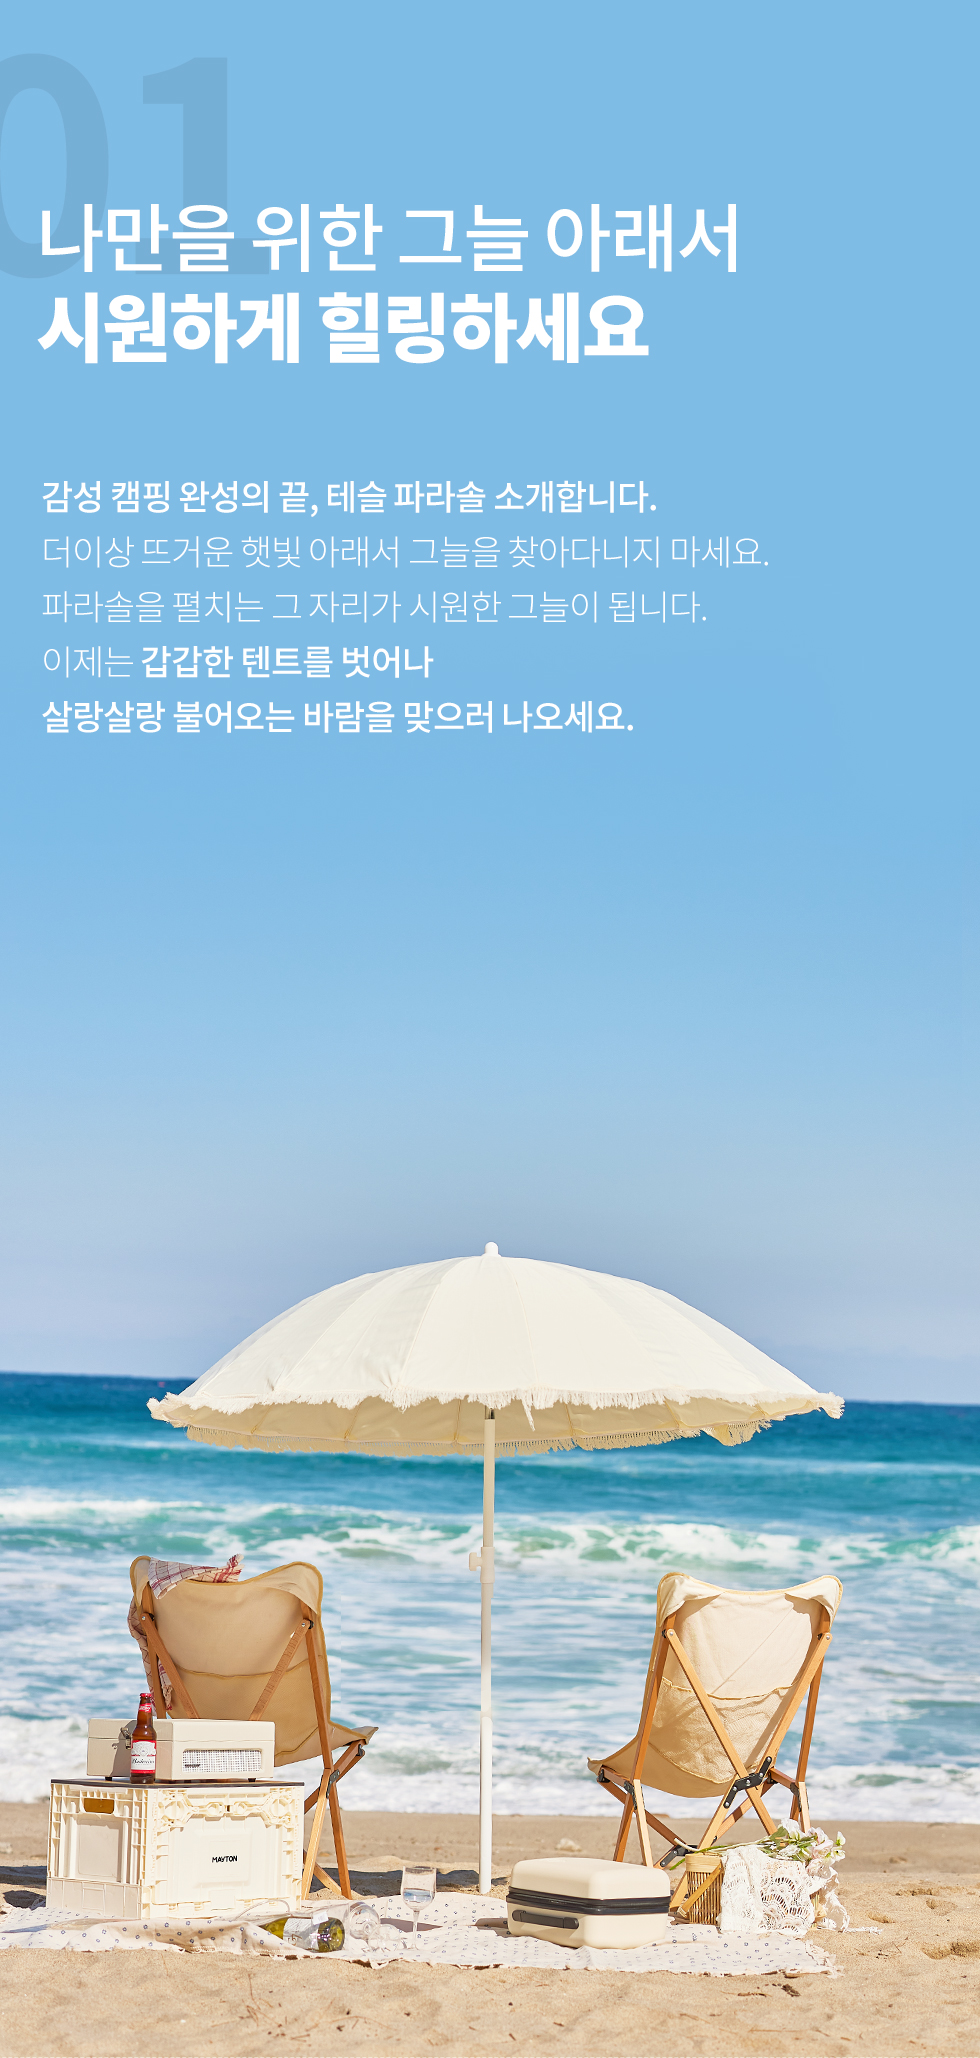 01
나만을 위한 그늘 아래서
시원하게 힐링하세요
감성 캠핑 완성의 끝, 테슬 파라솔 소개합니다.
더이상 뜨거운 햇빛 아래서 그늘을 찾아다니지 마세요.
파라솔을 펼치는 그 자리가 시원한 그늘이 됩니다.
이제는 갑갑한 텐트를 벗어나
살랑살랑 불어오는 바람을 맞으러 나오세요.
MAYTON